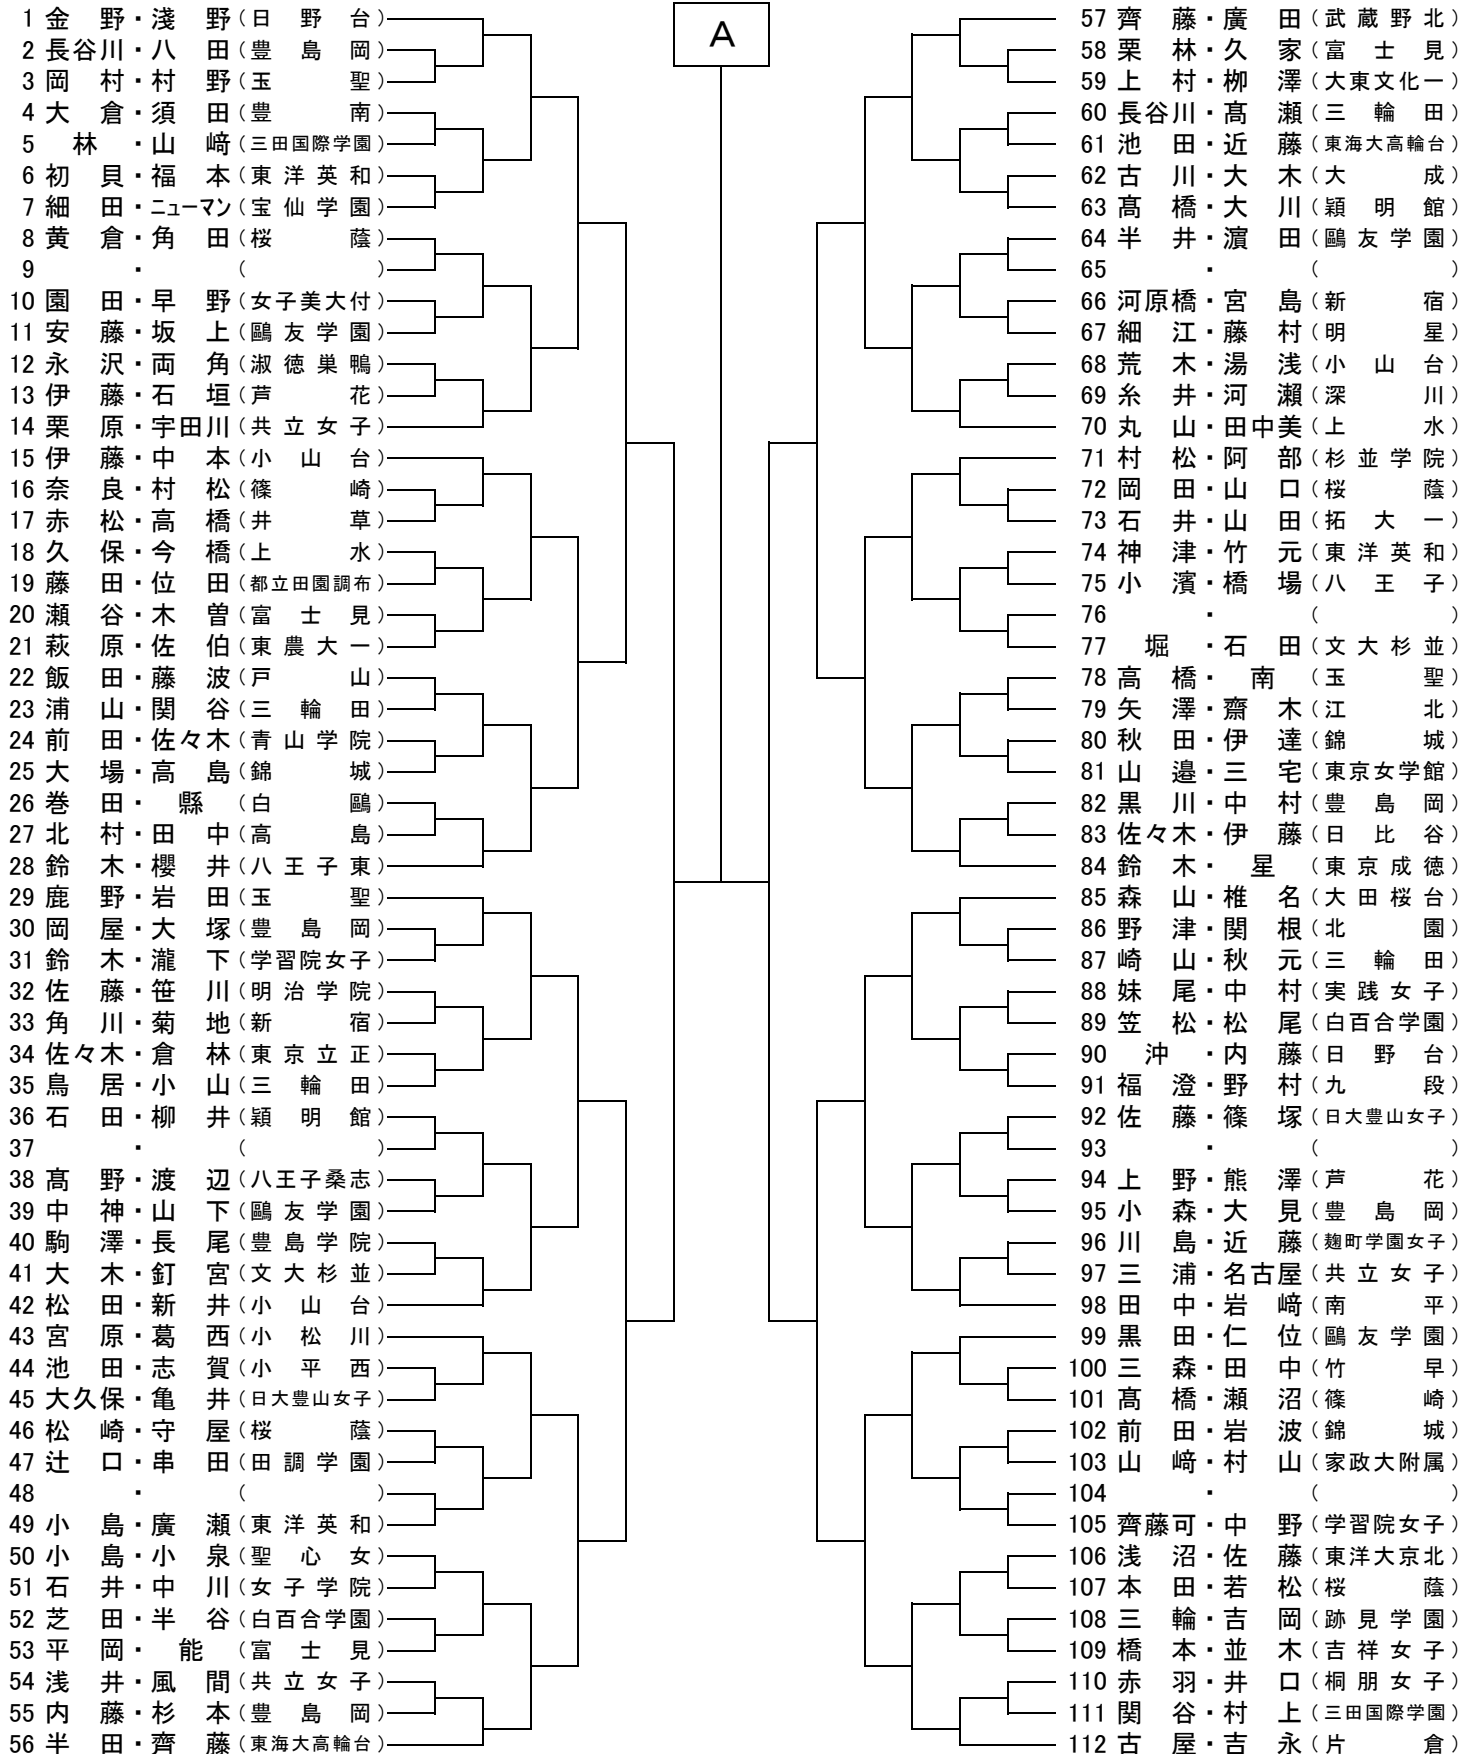 A
1 金野・淺野（日野台）
2 長谷川・八田（豊島岡）
3 岡村・村野（玉聖）
4 大倉・須田（豊南）
5 林・山﨑（三田国際学園）
6 初貝・福本（東洋英和）
7 細田・ニューマン（宝仙学園）
8 黄倉・角田（桜蔭）
9 ・（ ）
10 園田・早野（女子美大付）
11 安藤・坂上（鷗友学園）
12 永沢・両角（淑徳巣鴨）
13 伊藤・石垣（芦花）
14 栗原・宇田川（共立女子）
15 伊藤・中本（小山台）
16 奈良・村松（篠崎）
17 赤松・高橋（井草）
18 久保・今橋（上水）
19 藤田・位田（都立田園調布）
20 瀬谷・木曽（富士見）
21 萩原・佐伯（東農大一）
22 飯田・藤波（戸山）
23 浦山・関谷（三輪田）
24 前田・佐々木（青山学院）
25 大場・高島（錦城）
26 巻田・縣（白鷗）
27 北村・田中（高島）
28 鈴木・櫻井（八王子東）
29 鹿野・岩田（玉聖）
30 岡屋・大塚（豊島岡）
31 鈴木・瀧下（学習院女子）
32 佐藤・笹川（明治学院）
33 角川・菊地（新宿）
34 佐々木・倉林（東京立正）
35 鳥居・小山（三輪田）
36 石田・柳井（穎明館）
37 ・（ ）
38 髙野・渡辺（八王子桑志）
39 中神・山下（鷗友学園）
40 駒澤・長尾（豊島学院）
41 大木・釘宮（文大杉並）
42 松田・新井（小山台）
43 宮原・葛西（小松川）
44 池田・志賀（小平西）
45 大久保・亀井（日大豊山女子）
46 松崎・守屋（桜蔭）
47 辻口・串田（田調学園）
48 ・（ ）
49 小島・廣瀬（東洋英和）
50 小島・小泉（聖心女）
51 石井・中川（女子学院）
52 芝田・半谷（白百合学園）
53 平岡・能（富士見）
54 浅井・風間（共立女子）
55 内藤・杉本（豊島岡）
56 半田・齊藤（東海大高輪台）
57 齊藤・廣田（武蔵野北）
58 栗林・久家（富士見）
59 上村・栁澤（大東文化一）
60 長谷川・髙瀬（三輪田）
61 池田・近藤（東海大高輪台）
62 古川・大木（大成）
63 髙橋・大川（穎明館）
64 半井・濵田（鷗友学園）
65 ・（ ）
66 河原橋・宮島（新宿）
67 細江・藤村（明星）
68 荒木・湯浅（小山台）
69 糸井・河瀨（深川）
70 丸山・田中美（上水）
71 村松・阿部（杉並学院）
72 岡田・山口（桜蔭）
73 石井・山田（拓大一）
74 神津・竹元（東洋英和）
75 小濱・橋場（八王子）
76 ・（ ）
77 堀・石田（文大杉並）
78 高橋・南（玉聖）
79 矢澤・齋木（江北）
80 秋田・伊達（錦城）
81 山邉・三宅（東京女学館）
82 黒川・中村（豊島岡）
83 佐々木・伊藤（日比谷）
84 鈴木・星（東京成徳）
85 森山・椎名（大田桜台）
86 野津・関根（北園）
87 崎山・秋元（三輪田）
88 妹尾・中村（実践女子）
89 笠松・松尾（白百合学園）
90 沖・内藤（日野台）
91 福澄・野村（九段）
92 佐藤・篠塚（日大豊山女子）
93 ・（ ）
94 上野・熊澤（芦花）
95 小森・大見（豊島岡）
96 川島・近藤（麹町学園女子）
97 三浦・名古屋（共立女子）
98 田中・岩﨑（南平）
99 黒田・仁位（鷗友学園）
100 三森・田中（竹早）
101 髙橋・瀬沼（篠崎）
102 前田・岩波（錦城）
103 山﨑・村山（家政大附属）
104 ・（ ）
105 齊藤可・中野（学習院女子）
106 浅沼・佐藤（東洋大京北）
107 本田・若松（桜蔭）
108 三輪・吉岡（跡見学園）
109 橋本・並木（吉祥女子）
110 赤羽・井口（桐朋女子）
111 関谷・村上（三田国際学園）
112 古屋・吉永（片倉）